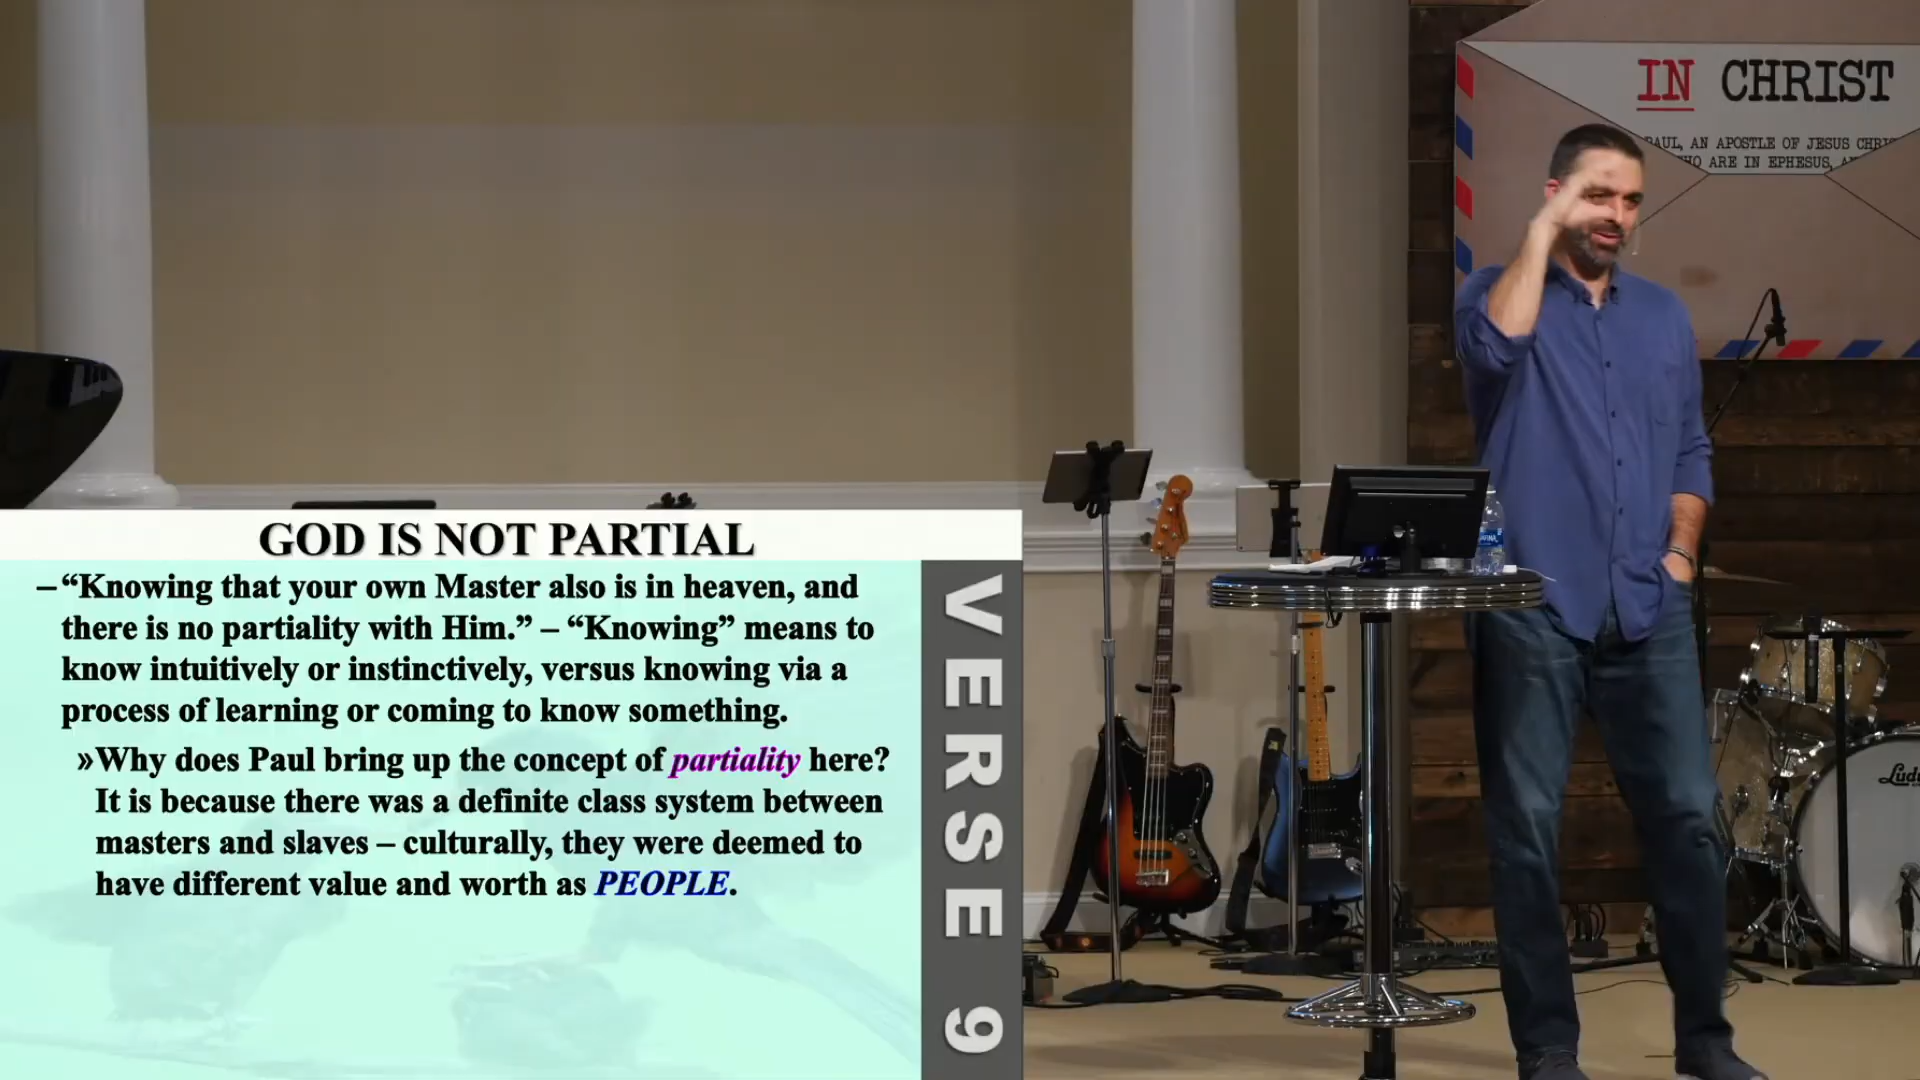 IN CHRIST
PAUL, AN APOSTLE OF JESUS
WHO ARE IN EPHESUS,
GOD IS NOT PARTIAL
– “Knowing that your own Master also is in heaven, and
there is no partiality with Him.” – “Knowing” means to
know intuitively or instinctively, versus knowing via a
process of learning or coming to know something.
»Why does Paul bring up the concept of partiality here?
It is because there was a definite class system between
masters and slaves – culturally, they were deemed to
have different value and worth as PEOPLE.
VERSE 9